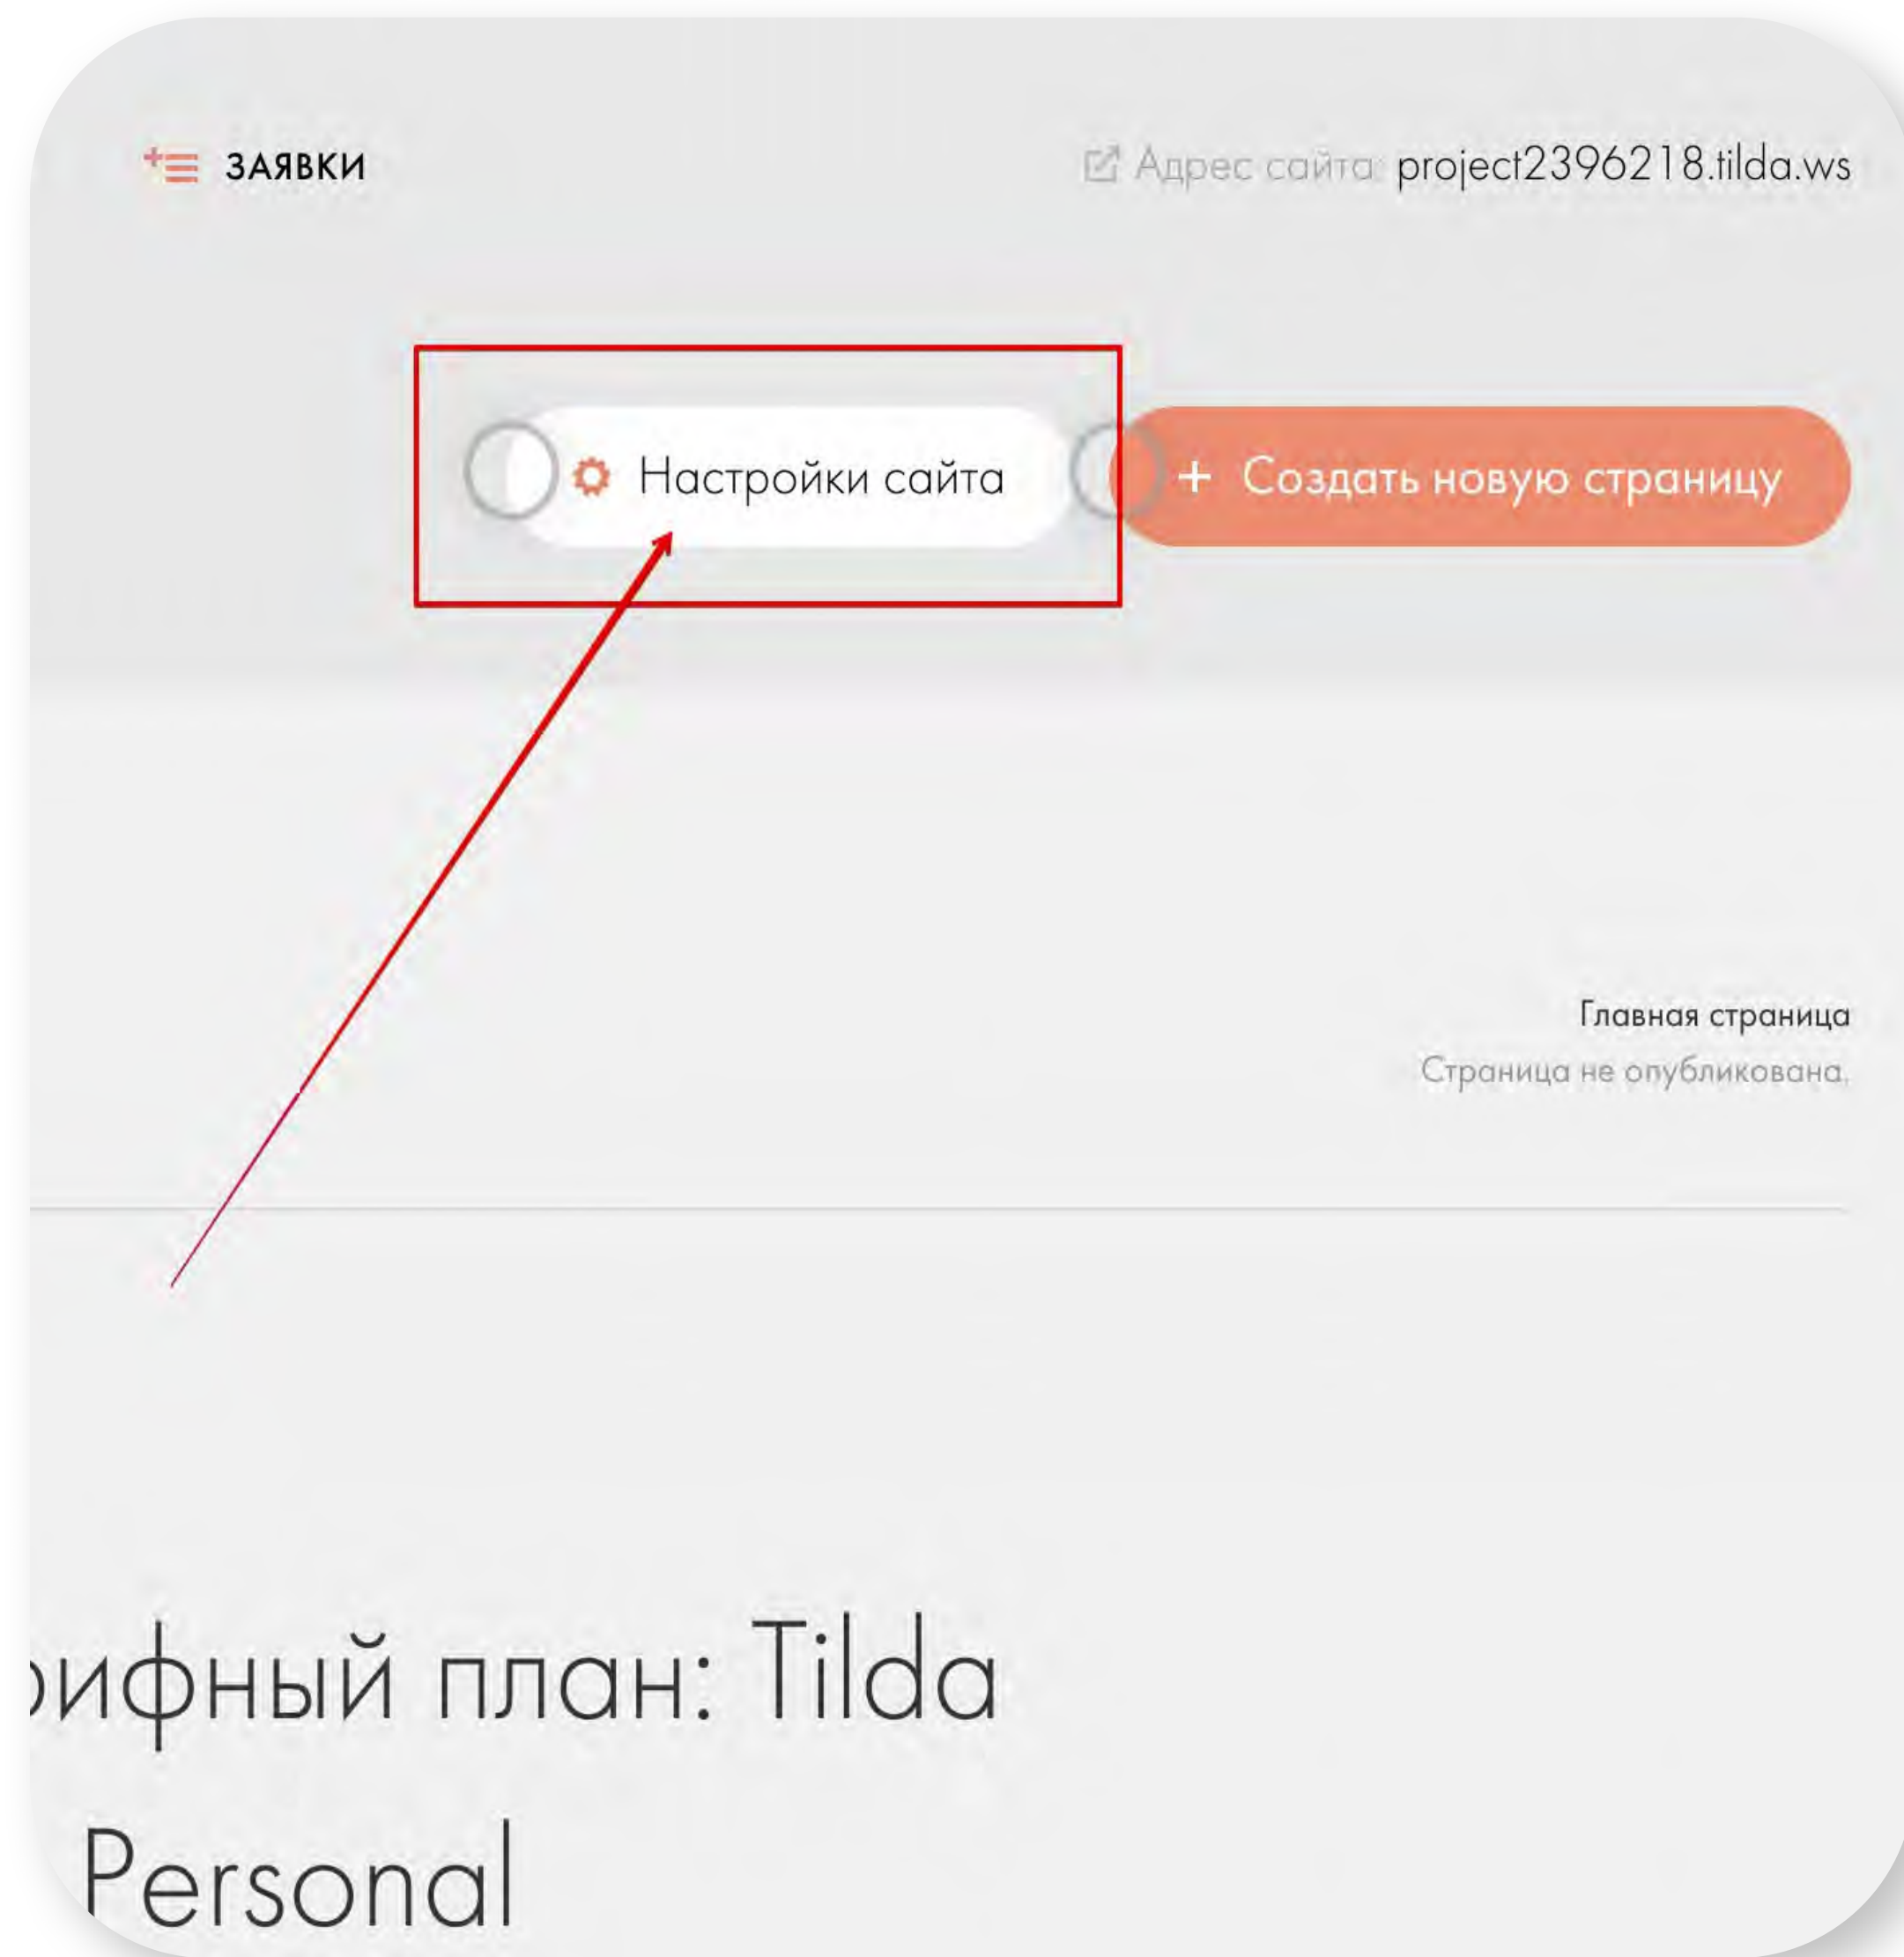 ЗАЯВКИ
Адрес сайта: project2396218.tilda.ws
Настройки сайта
+ Создать новую страницу
Главная страница
Страница не опубликована.
план: Tilda
Personal